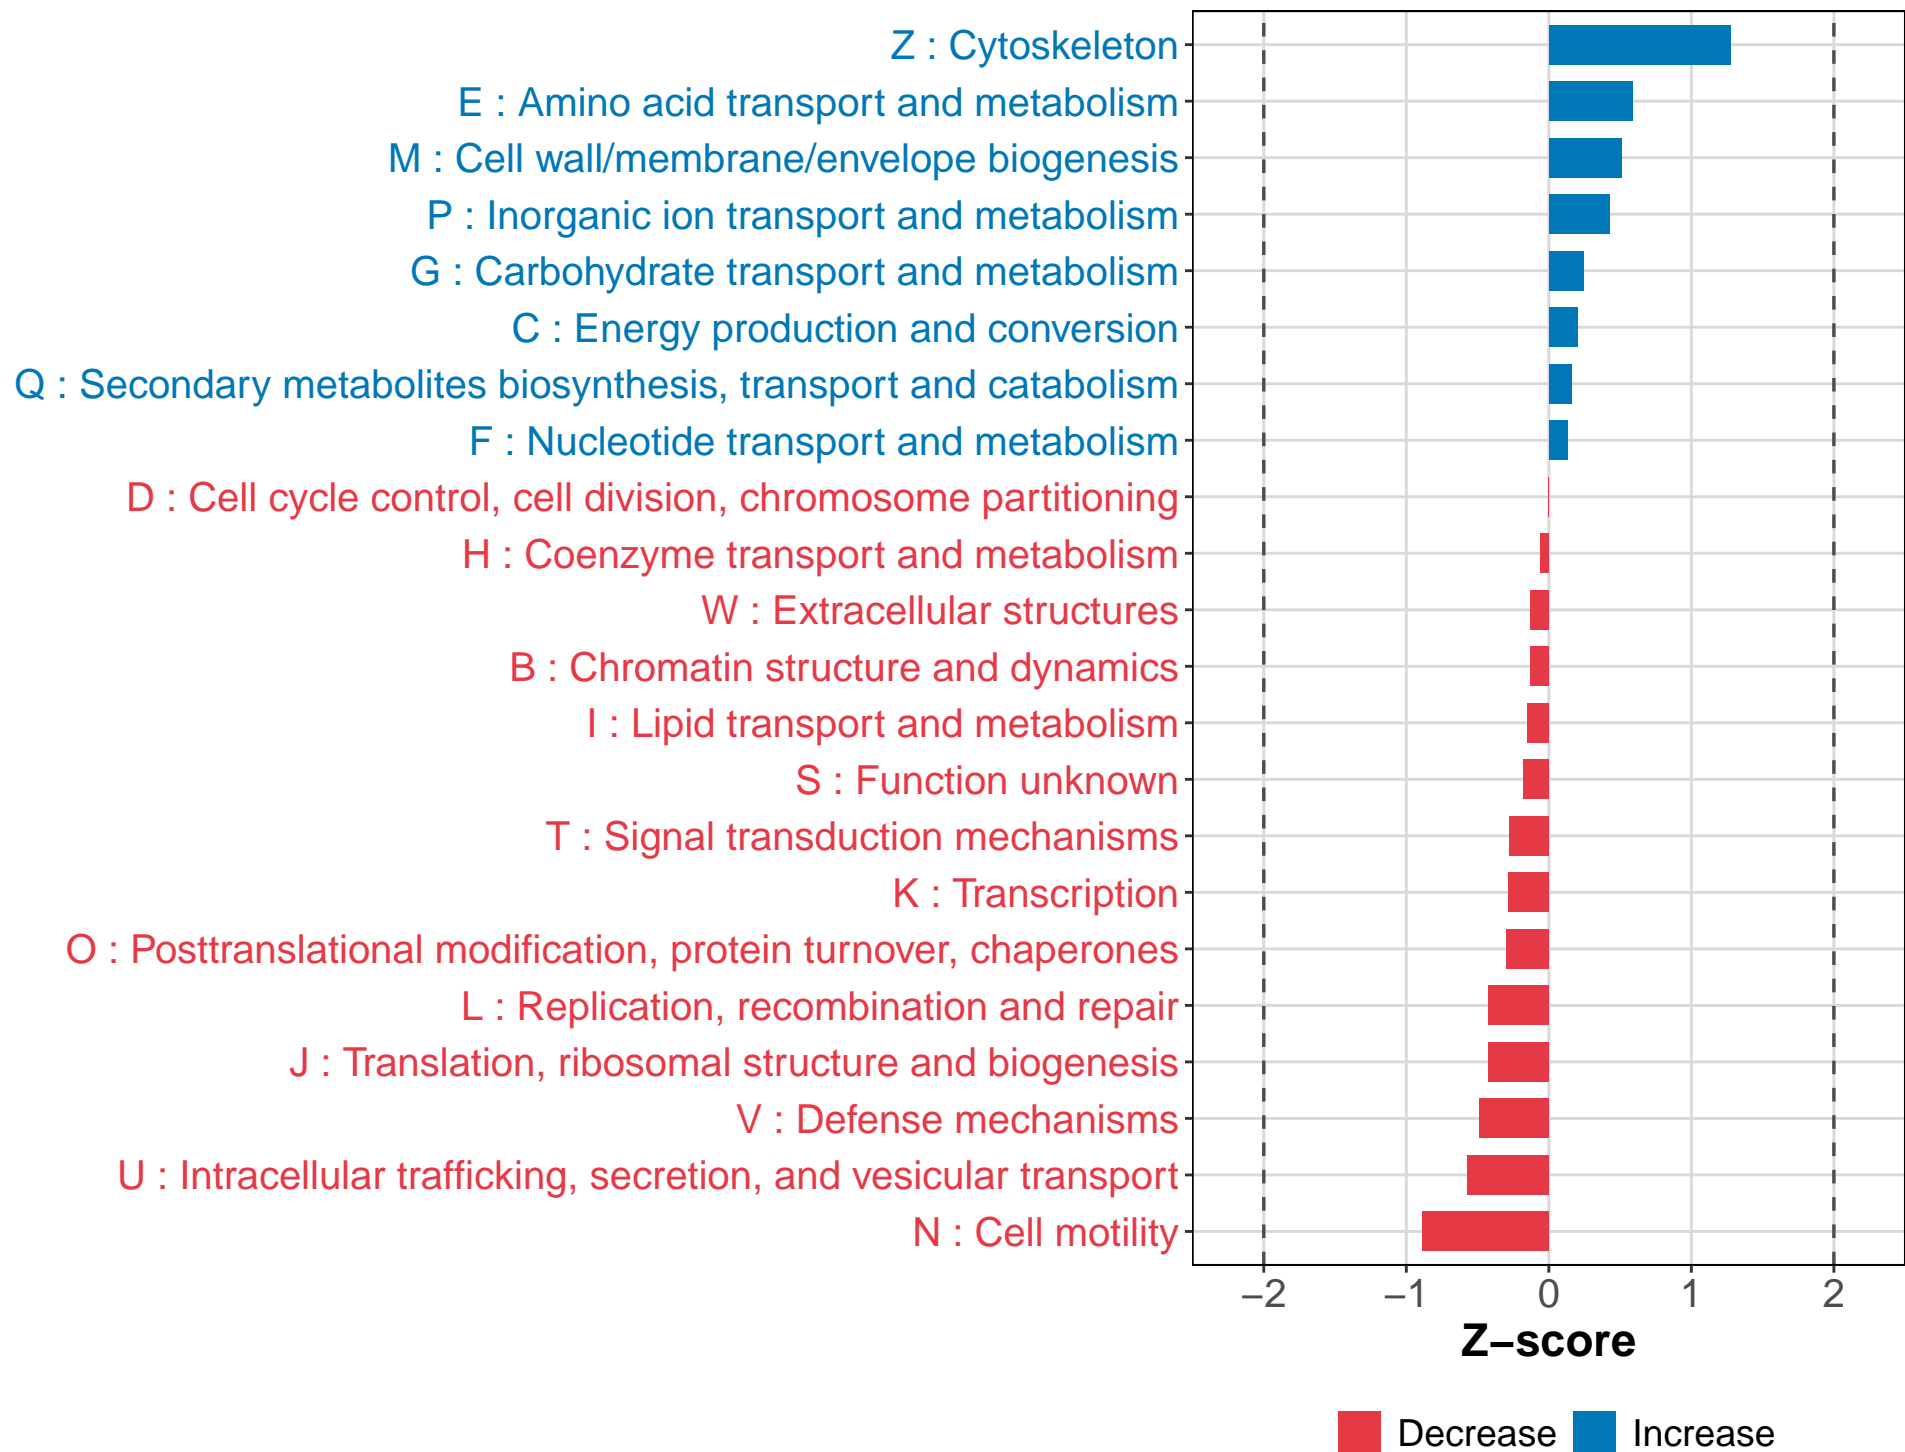 Z : Cytoskeleton
E : Amino acid transport and metabolism
M : Cell wall/membrane/envelope biogenesis
P : Inorganic ion transport and metabolism
G : Carbohydrate transport and metabolism
C : Energy production and conversion
Q : Secondary metabolites biosynthesis, transport and catabolism
F : Nucleotide transport and metabolism
D : Cell cycle control, cell division, chromosome partitioning
H : Coenzyme transport and metabolism
W : Extracellular structures
B : Chromatin structure and dynamics
I : Lipid transport and metabolism
S : Function unknown
T : Signal transduction mechanisms
K : Transcription
O : Posttranslational modification, protein turnover, chaperones
L : Replication, recombination and repair
J : Translation, ribosomal structure and biogenesis
V : Defense mechanisms
U : Intracellular trafficking, secretion, and vesicular transport
N : Cell motility
−2 −1 0 1 2
Z−score
Decrease Increase